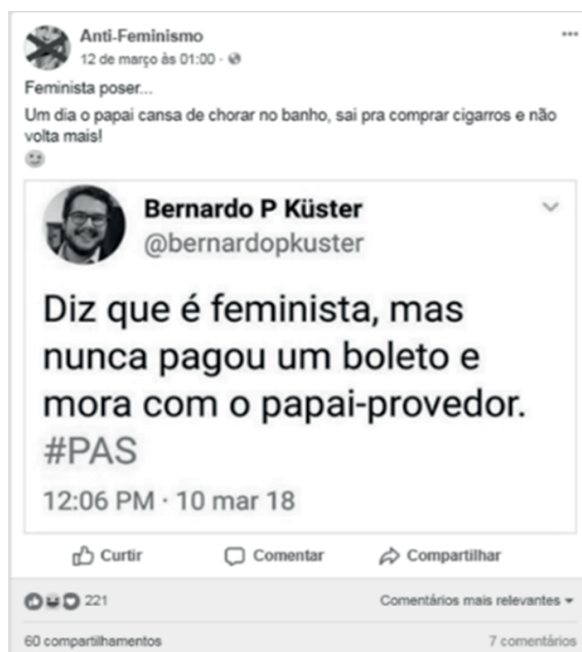 Anti-Feminismo
12 de março às 01:00 ·
Feminista poser...
Um dia o papai cansa de chorar no banho, sai pra comprar cigarros e não
volta mais!
Bernardo P Küster
@bernardopkuster
Diz que é feminista, mas
nunca pagou um boleto e
mora com o papai-provedor.
#PAS
12:06 PM · 10 mar 18
Curtir Comentar Compartilhar
221 Comentários mais relevantes
60 compartilhamentos 7 comentários